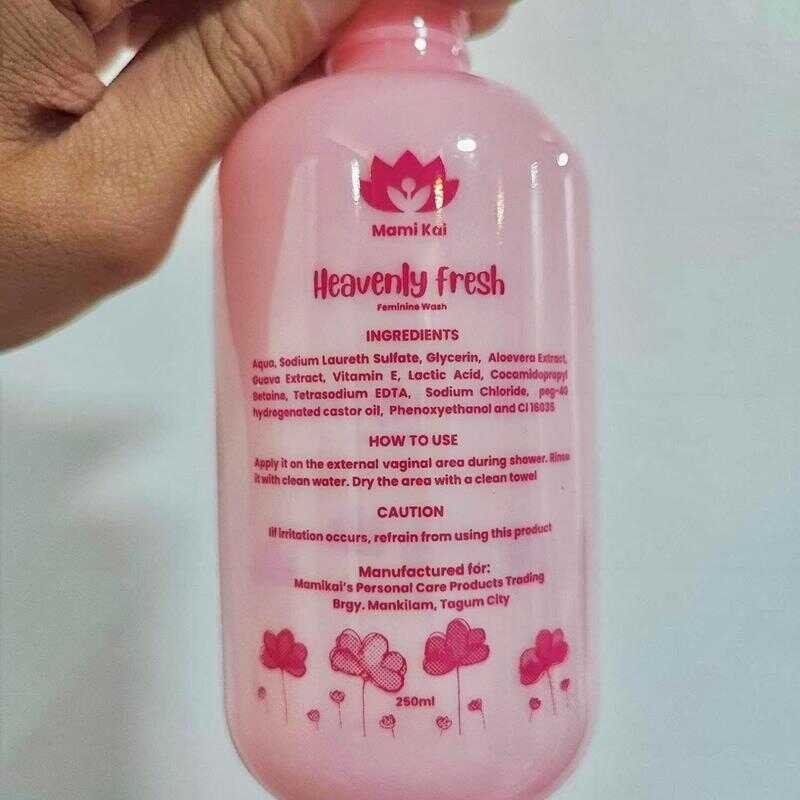 Mami Kai
Heavenly Fresh
Feminine Wash
INGREDIENTS
Aqua, Sodium Laureth Sulfate, Glycerin, Aloevera Extract,
Guava Extract, Vitamin E, Lactic Acid, Cocamidopropyl
Betaine, Tetrasodium EDTA, Sodium Chloride, peg-40
hydrogenated castor oil, Phenoxyethanol and CI 16035
HOW TO USE
Apply it on the external vaginal area during shower. Rinse
it with clean water. Dry the area with a clean towel
CAUTION
Iif irritation occurs, refrain from using this product
Manufactured for:
Mamikai's Personal Care Products Trading
Brgy. Mankilam, Tagum City
250ml